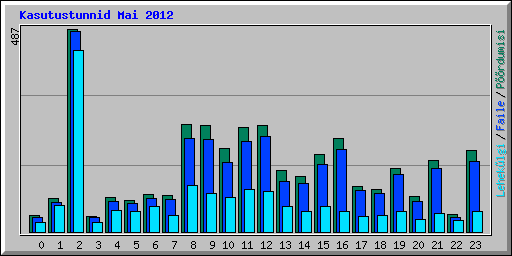 Kasutustunnid Mai 2012
487
Lehekülgi / Faile / Pöördumisi
0 1 2 3 4 5 6 7 8 9 10 11 12 13 14 15 16 17 18 19 20 21 22 23